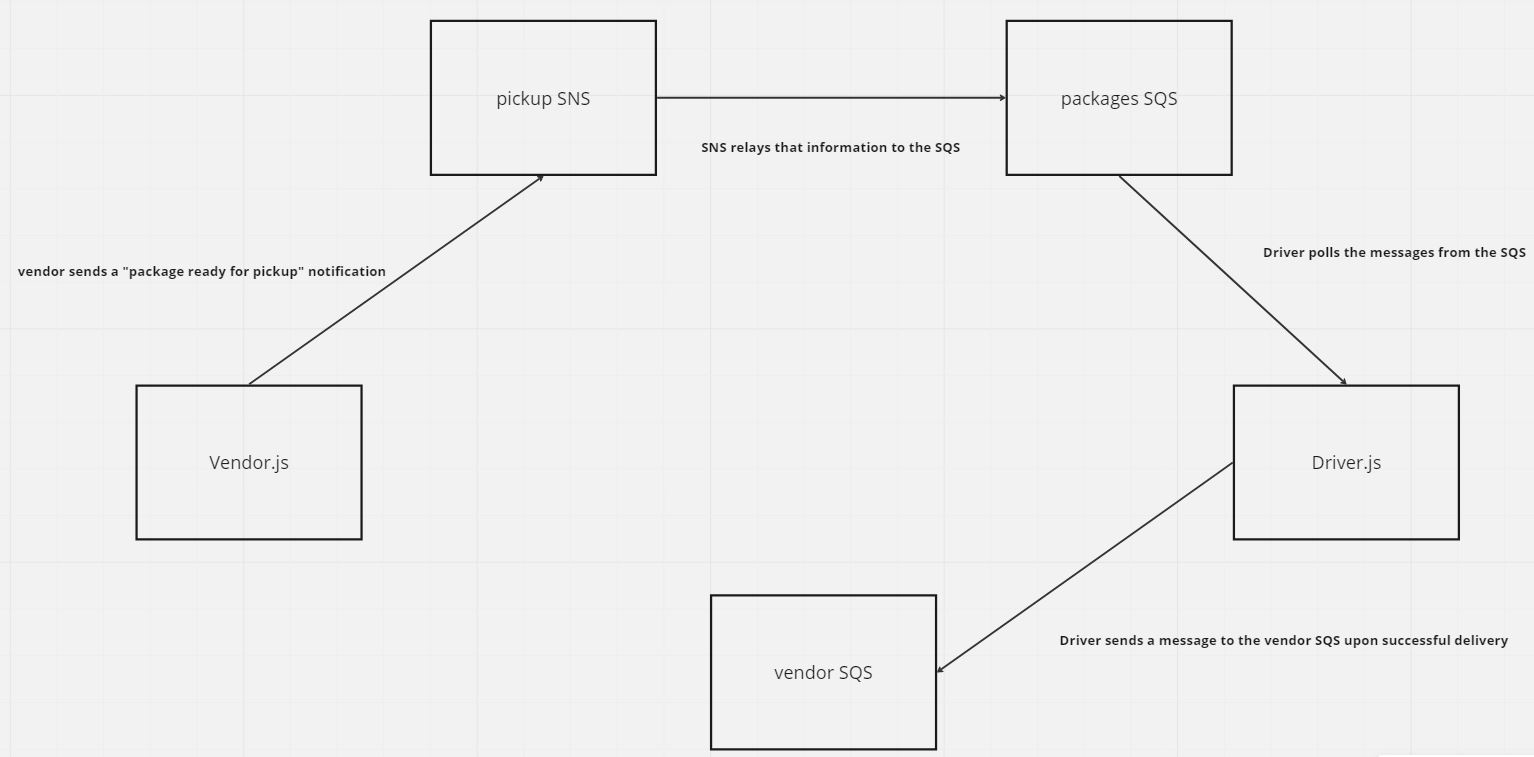 pickup SNS
packages SQS
SNS relays that information to the SQS
Driver polls the messages from the SQS
vendor sends a "package ready for pickup" notification
Vendor.js
Driver.js
Driver sends a message to the vendor SQS upon successful delivery
vendor SQS